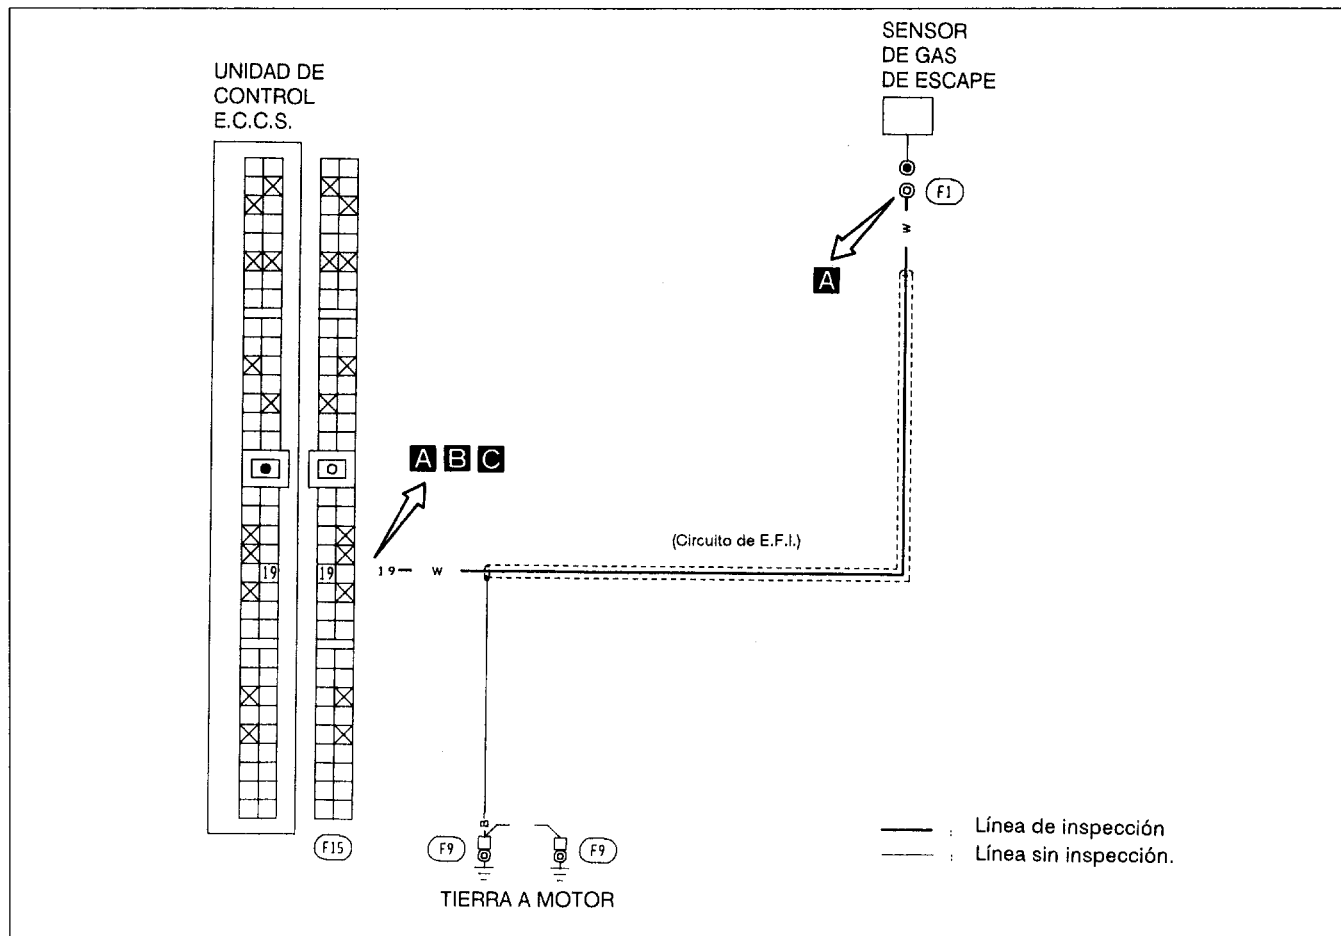 SENSOR
DE GAS
DE ESCAPE
UNIDAD DE
CONTROL
E.C.C.S.
F1
W
A
A B C
(Circuito de E.F.I.)
19
19
19
W
B
F15
F9
F9
TIERRA A MOTOR
: Línea de inspección
: Línea sin inspección.